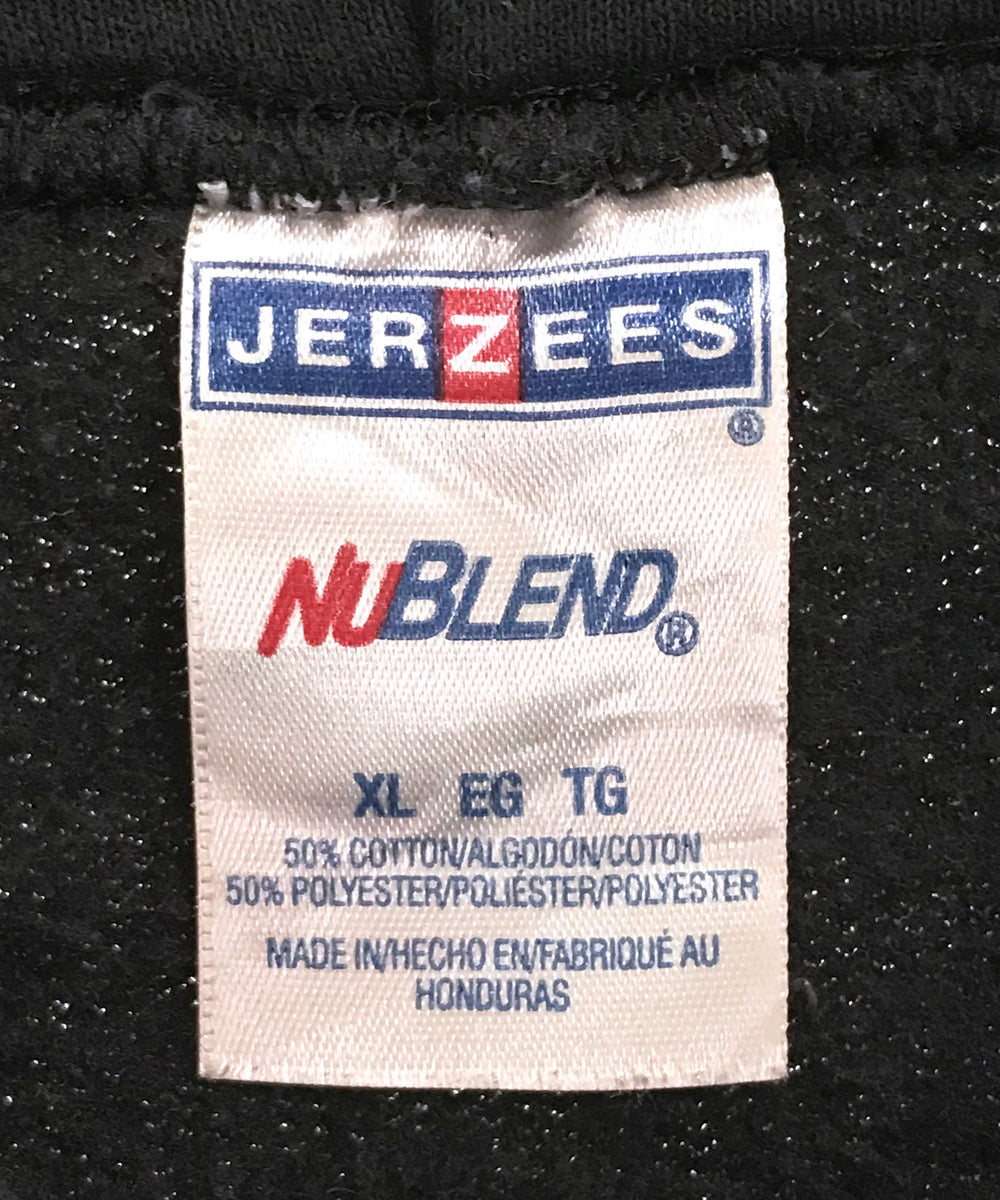 JERZEES
®
NUBLEND®
XL EG TG
50% COTTON/ALGODÓN/COTON
50% POLYESTER/POLIÉSTER/POLYESTER
MADE IN/HECHO EN/FABRIQUÉ AU
HONDURAS